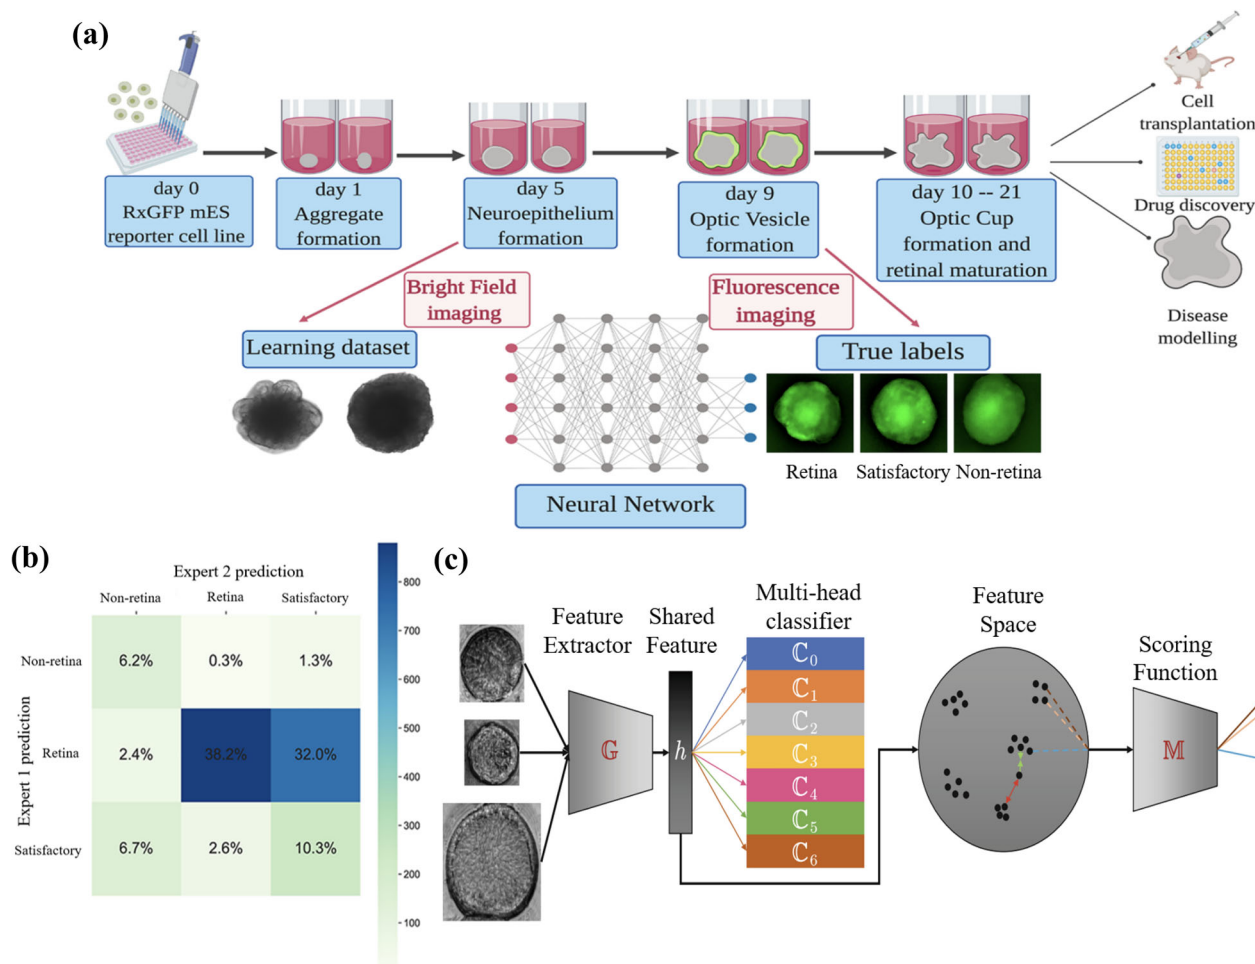 (a)
day 0
RxGFP mES
reporter cell line
day 1
Aggregate
formation
day 5
Neuroepithelium
formation
day 9
Optic Vesicle
formation
day 10 -- 21
Optic Cup
formation and
retinal maturation
Cell
transplantation
Drug discovery
Disease
modelling
Bright Field
imaging
Fluorescence
imaging
Learning dataset
True labels
Retina
Satisfactory
Non-retina
Neural Network
(b)
Expert 2 prediction
Non-retina
Retina
Satisfactory
Expert 1 prediction
Non-retina
6.2%
0.3%
1.3%
Retina
2.4%
38.2%
32.0%
Satisfactory
6.7%
2.6%
10.3%
800
700
600
500
400
300
200
100
(c)
Feature
Extractor
Shared
Feature
Multi-head
classifier
Feature
Space
Scoring
Function
𝔾
h
ℂ0
ℂ1
ℂ2
ℂ3
ℂ4
ℂ5
ℂ6
𝕄